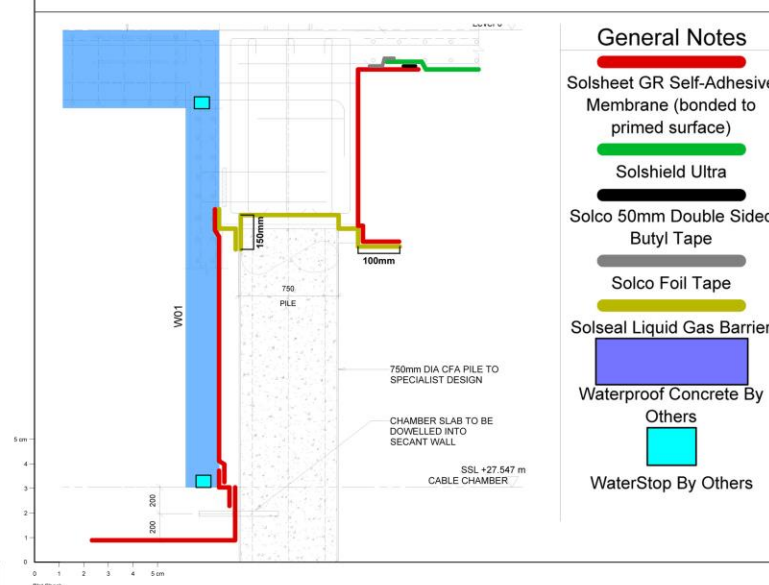 General Notes
Solsheet GR Self-Adhesive
Membrane (bonded to
primed surface)
Solshield Ultra
Solco 50mm Double Sided
Butyl Tape
Solco Foil Tape
Solseal Liquid Gas Barrier
Waterproof Concrete By
Others
WaterStop By Others
150mm
100mm
750
PILE
W01
750mm DIA CFA PILE TO
SPECIALIST DESIGN
CHAMBER SLAB TO BE
DOWELLED INTO
SECANT WALL
SSL +27.547 m
CABLE CHAMBER
200
200
5 cm
4
3
2
1
0
0 1 2 3 4 5 cm